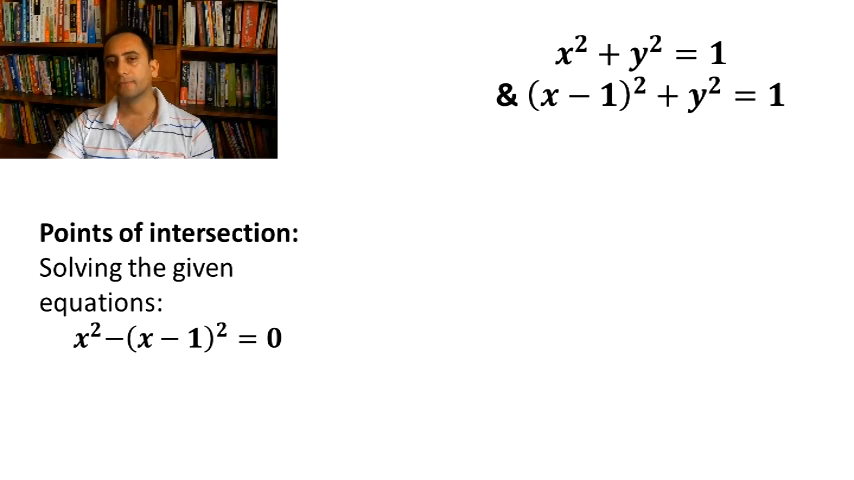 x² + y² = 1
& (x − 1)² + y² = 1
Points of intersection:
Solving the given
equations:
x²−(x − 1)² = 0